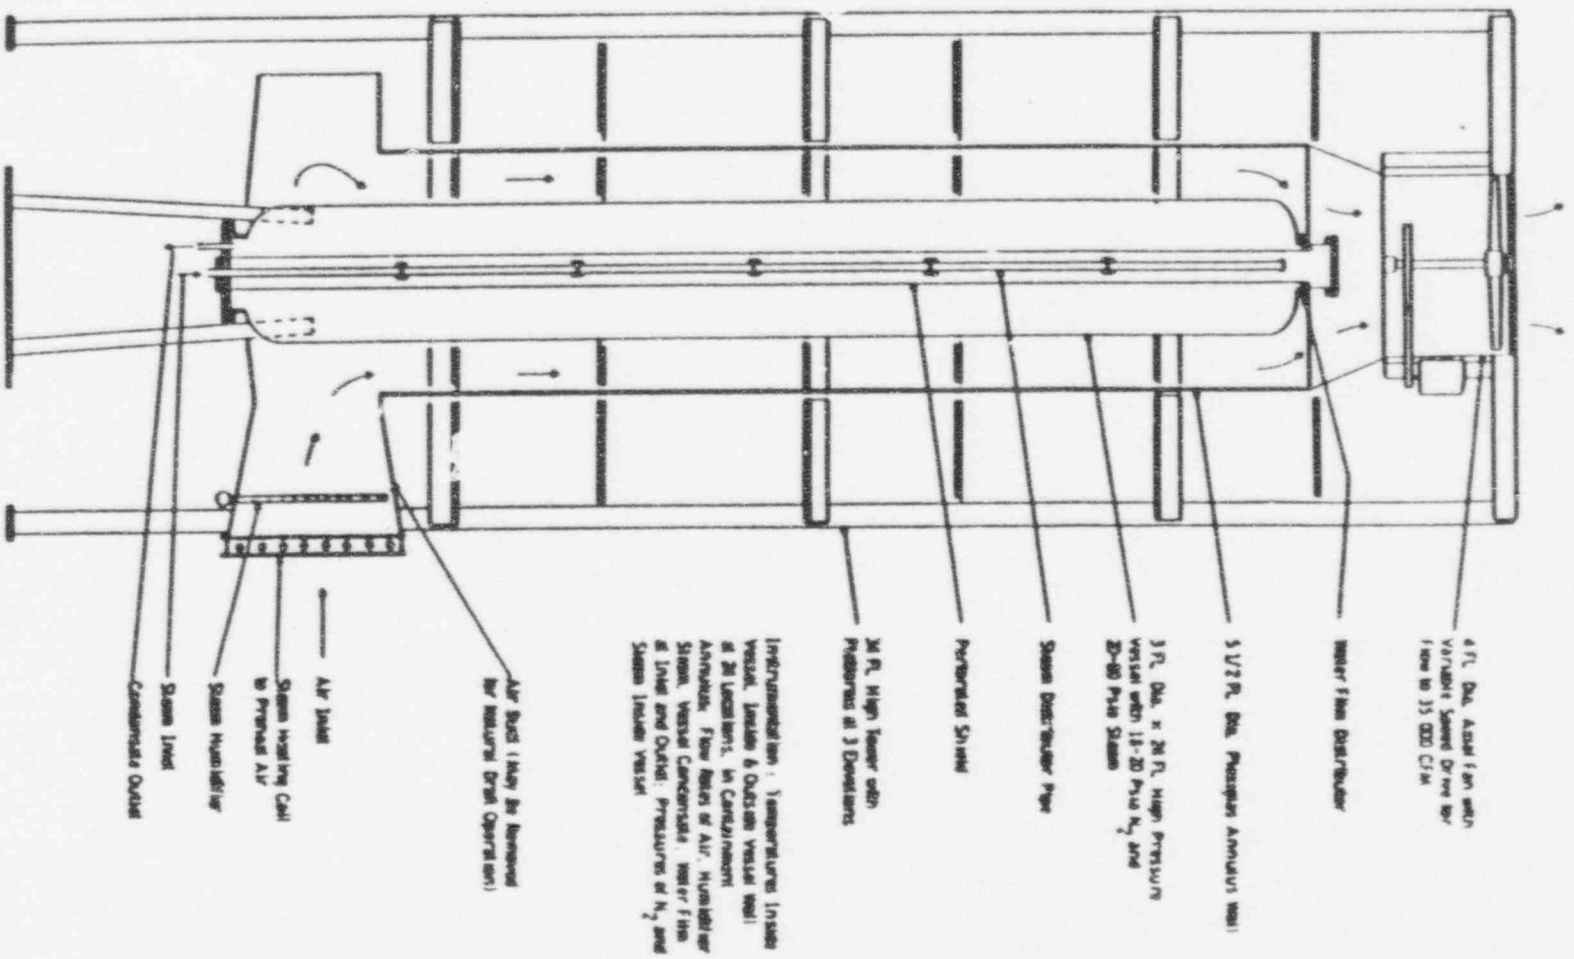 4 Ft. Dia. Axial Fan with
Variable Speed Drive for
Flow to 35 000 CFM
Water Film Distributor
5 1/2 Ft. Dia. Plexiglas Annulus Wall
3 Ft. Dia. x 24 Ft. High Pressure
Vessel with 18-20 Psia N2 and
20-80 Psia Steam
Steam Distributor Pipe
Perforated Shield
Ft. High Tower with
Platforms at 3 Elevations
Instrumentation : Temperatures Inside
Vessel, Inside & Outside Vessel Wall
at Locations, in Containment
Annulus; Flow Rates of Air, Humidifier
Steam, Vessel Condensate, Water Film
at Inlet and Outlet; Pressures of N2 and
Steam Inside Vessel
Air Duct (May Be Removed
for Natural Draft Operation)
Air Inlet
Steam Heating Coil
to Preheat Air
Steam Humidifier
Steam Inlet
Condensate Outlet